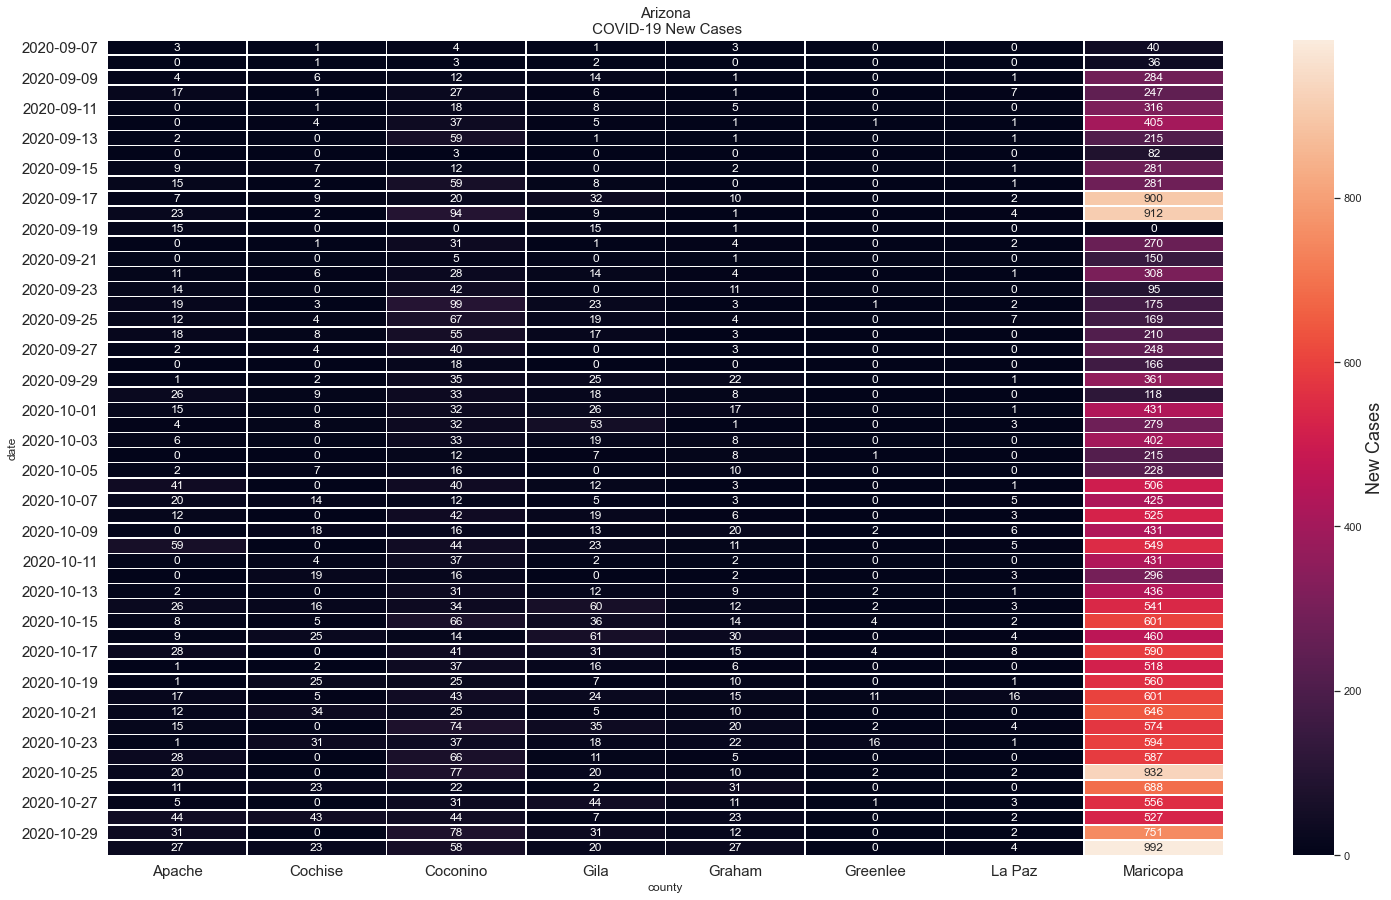 Arizona
COVID-19 New Cases
2020-09-07 3 1 4 1 3 0 0 40
0 1 3 2 0 0 0 36
2020-09-09 4 6 12 14 1 0 1 284
17 1 27 6 1 0 7 247
2020-09-11 0 1 18 8 5 0 0 316
0 4 37 5 1 1 1 405
2020-09-13 2 0 59 1 1 0 1 215
0 0 3 0 0 0 0 82
2020-09-15 9 7 12 0 2 0 1 281
15 2 59 8 0 0 1 281
2020-09-17 7 9 20 32 10 0 2 900
23 2 94 9 1 0 4 912
2020-09-19 15 0 0 15 1 0 0 0
0 1 31 1 4 0 2 270
2020-09-21 0 0 5 0 1 0 0 150
11 6 28 14 4 0 1 308
2020-09-23 14 0 42 0 11 0 0 95
19 3 99 23 3 1 2 175
2020-09-25 12 4 67 19 4 0 7 169
18 8 55 17 3 0 0 210
2020-09-27 2 4 40 0 3 0 0 248
0 0 18 0 0 0 0 166
2020-09-29 1 2 35 25 22 0 1 361
26 9 33 18 8 0 0 118
2020-10-01 15 0 32 26 17 0 1 431
4 8 32 53 1 0 3 279
2020-10-03 6 0 33 19 8 0 0 402
0 0 12 7 8 1 0 215
2020-10-05 2 7 16 0 10 0 0 228
41 0 40 12 3 0 1 506
2020-10-07 20 14 12 5 3 0 5 425
12 0 42 19 6 0 3 525
2020-10-09 0 18 16 13 20 2 6 431
59 0 44 23 11 0 5 549
2020-10-11 0 4 37 2 2 0 0 431
0 19 16 0 2 0 3 296
2020-10-13 2 0 31 12 9 2 1 436
26 16 34 60 12 2 3 541
2020-10-15 8 5 66 36 14 4 2 601
9 25 14 61 30 0 4 460
2020-10-17 28 0 41 31 15 4 8 590
1 2 37 16 6 0 0 518
2020-10-19 1 25 25 7 10 0 1 560
17 5 43 24 15 11 16 601
2020-10-21 12 34 25 5 10 0 0 646
15 0 74 35 20 2 4 574
2020-10-23 1 31 37 18 22 16 1 594
28 0 66 11 5 0 0 587
2020-10-25 20 0 77 20 10 2 2 932
11 23 22 2 31 0 0 688
2020-10-27 5 0 31 44 11 1 3 556
44 43 44 7 23 0 2 527
2020-10-29 31 0 78 31 12 0 2 751
27 23 58 20 27 0 4 992
Apache Cochise Coconino Gila Graham Greenlee La Paz Maricopa
county
date
800
600
400
200
0
New Cases